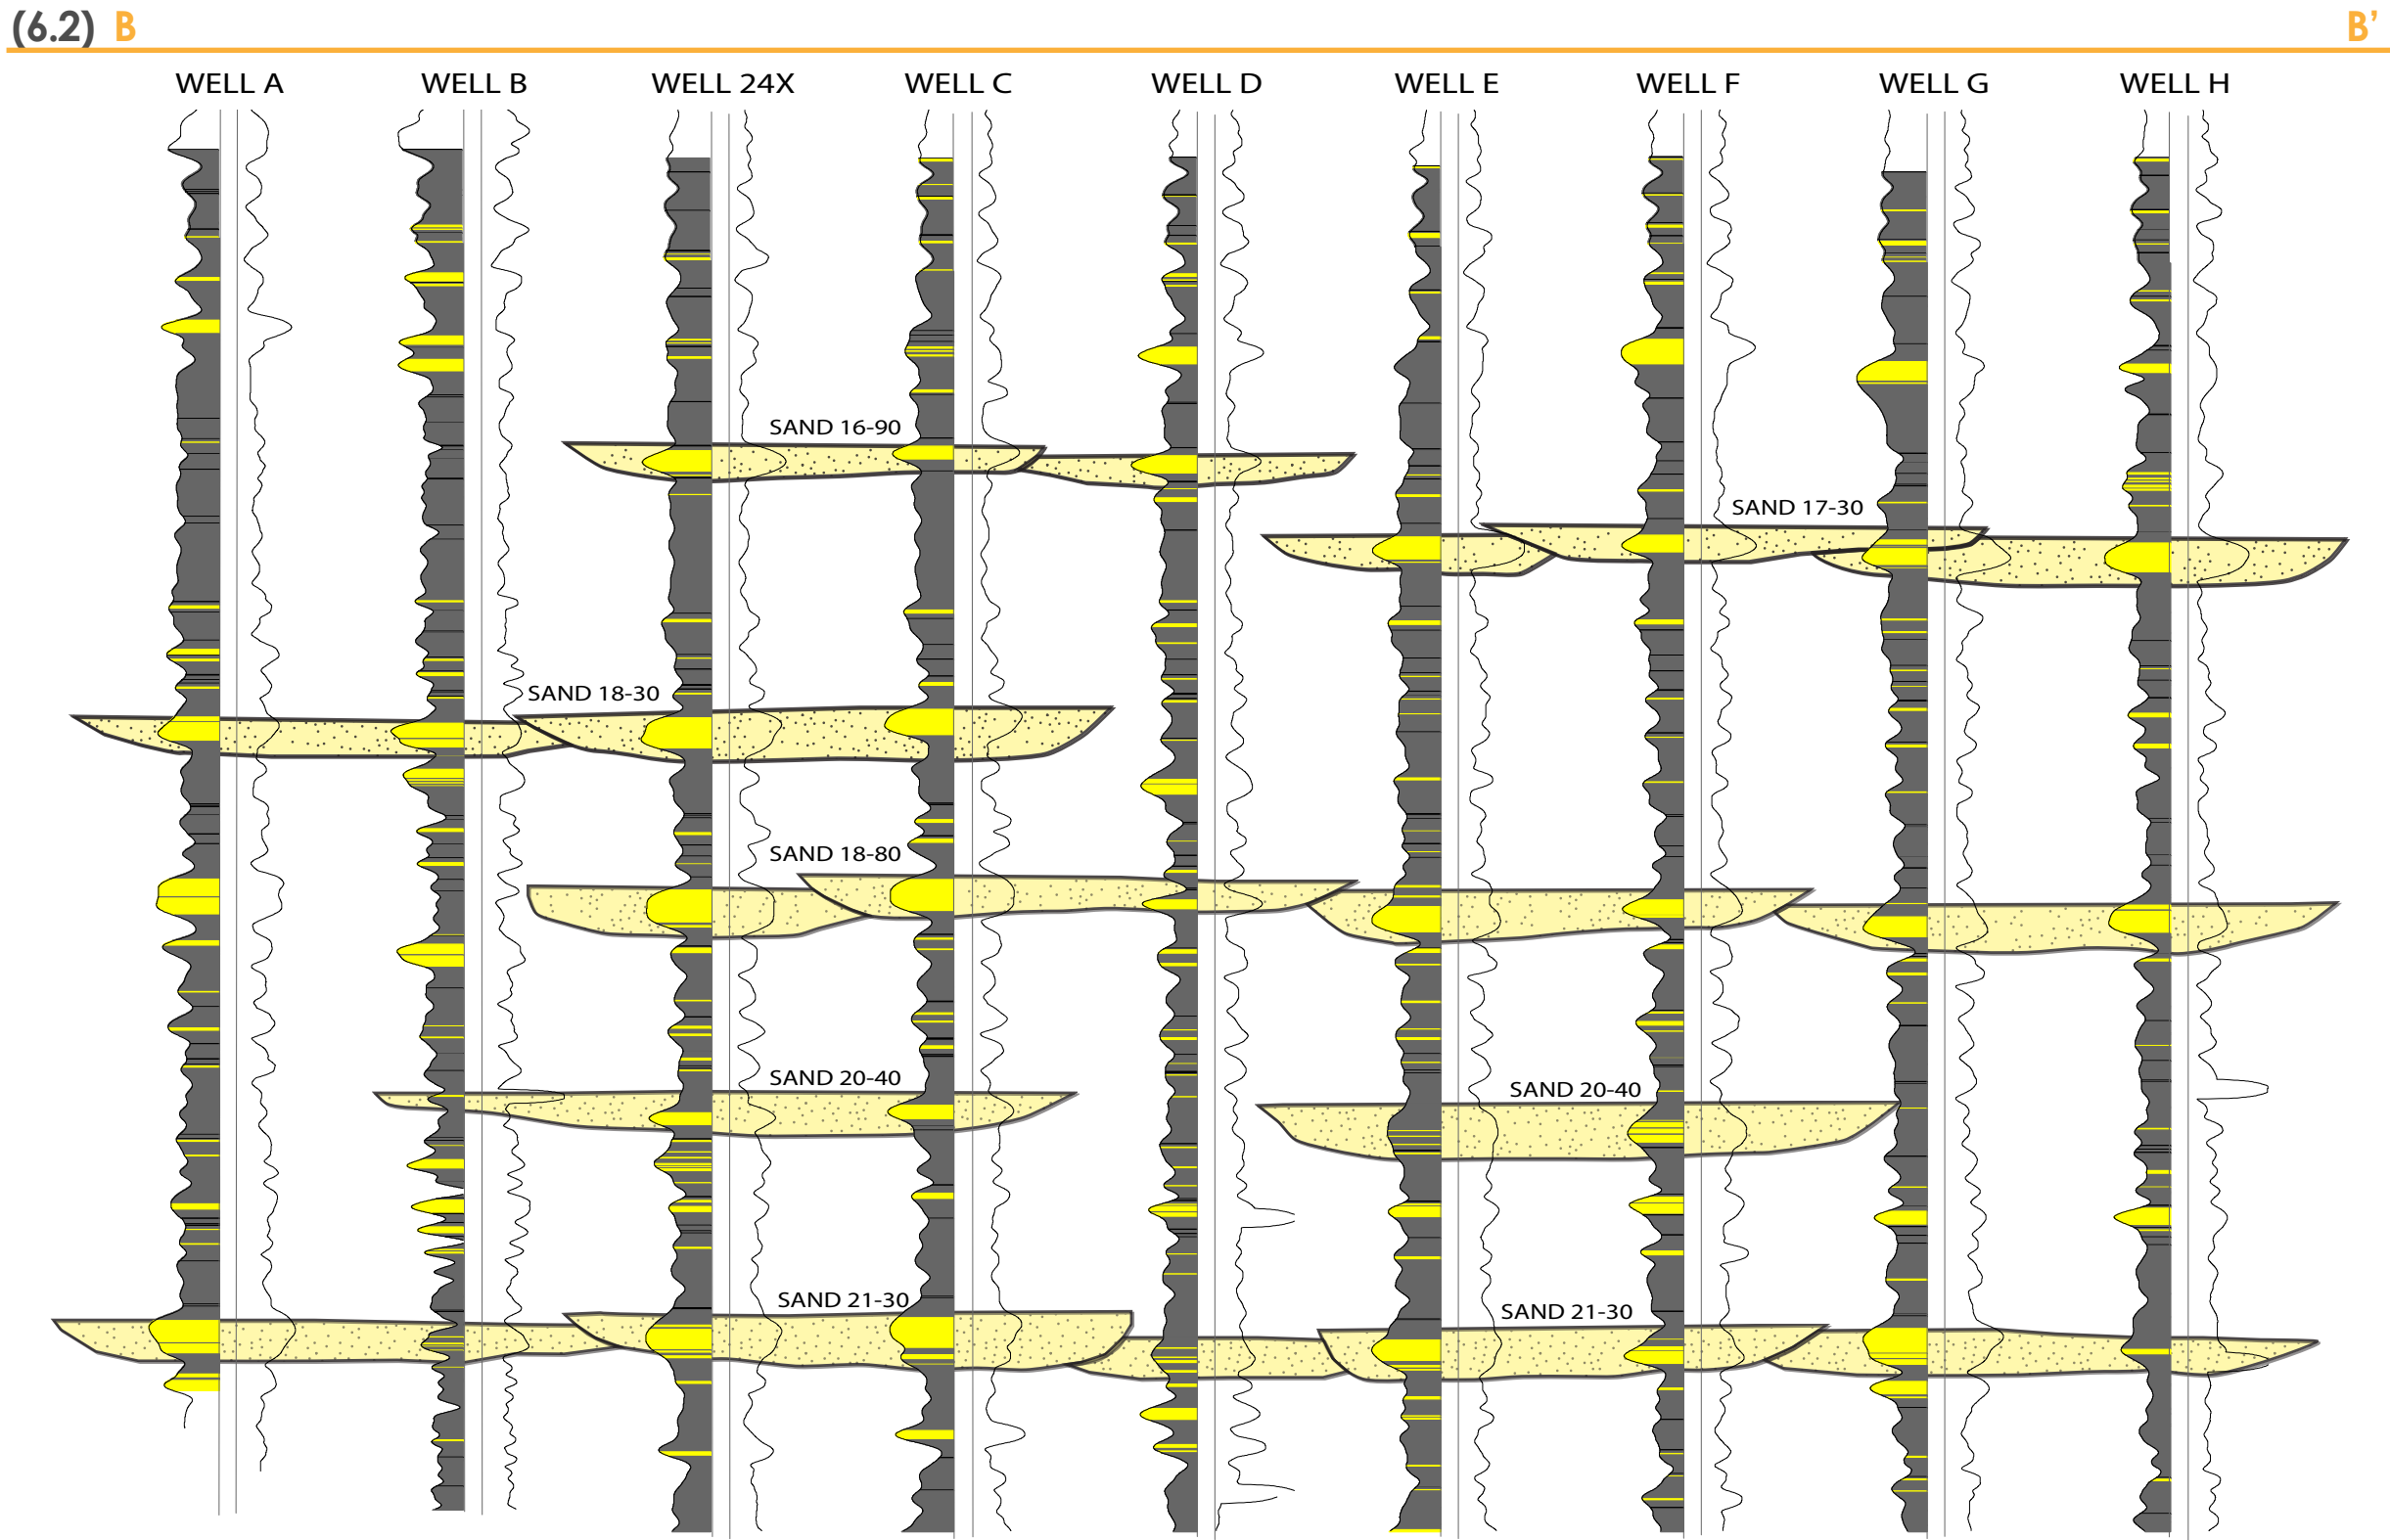 (6.2) B B’
WELL A WELL B WELL 24X WELL C WELL D WELL E WELL F WELL G WELL H
SAND 16-90
SAND 17-30
SAND 18-30
SAND 18-80
SAND 20-40
SAND 20-40
SAND 21-30
SAND 21-30